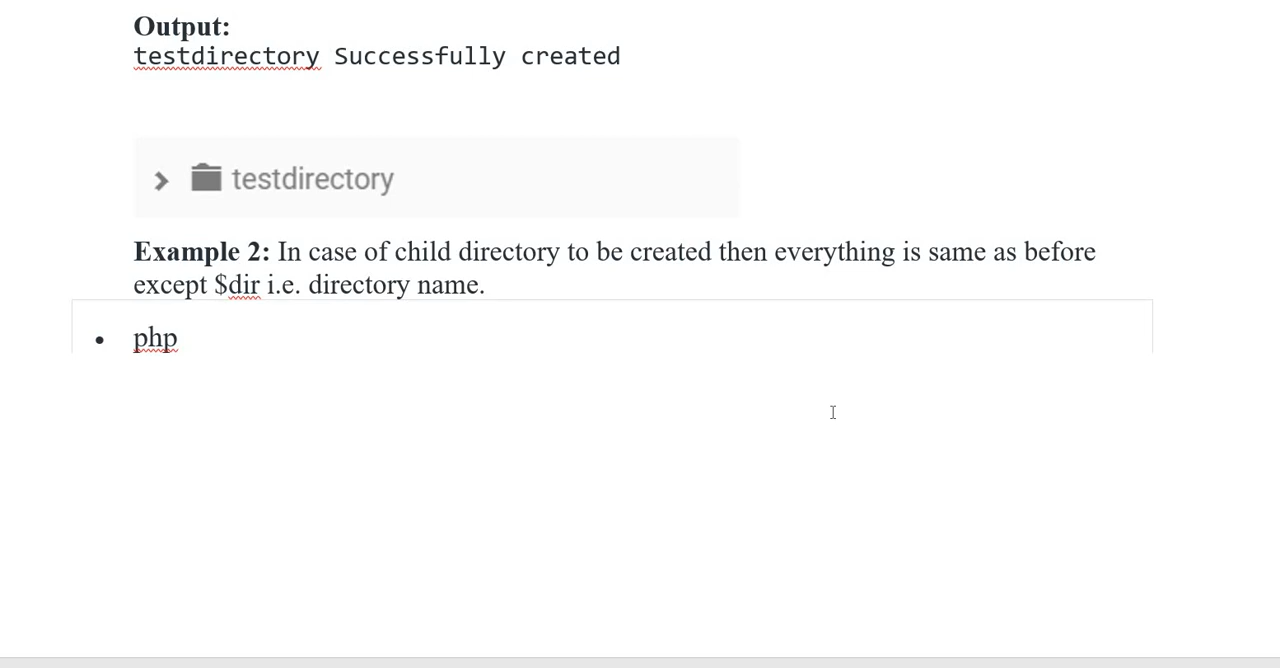 Output:
testdirectory Successfully created
testdirectory
Example 2: In case of child directory to be created then everything is same as before
except $dir i.e. directory name.
• php